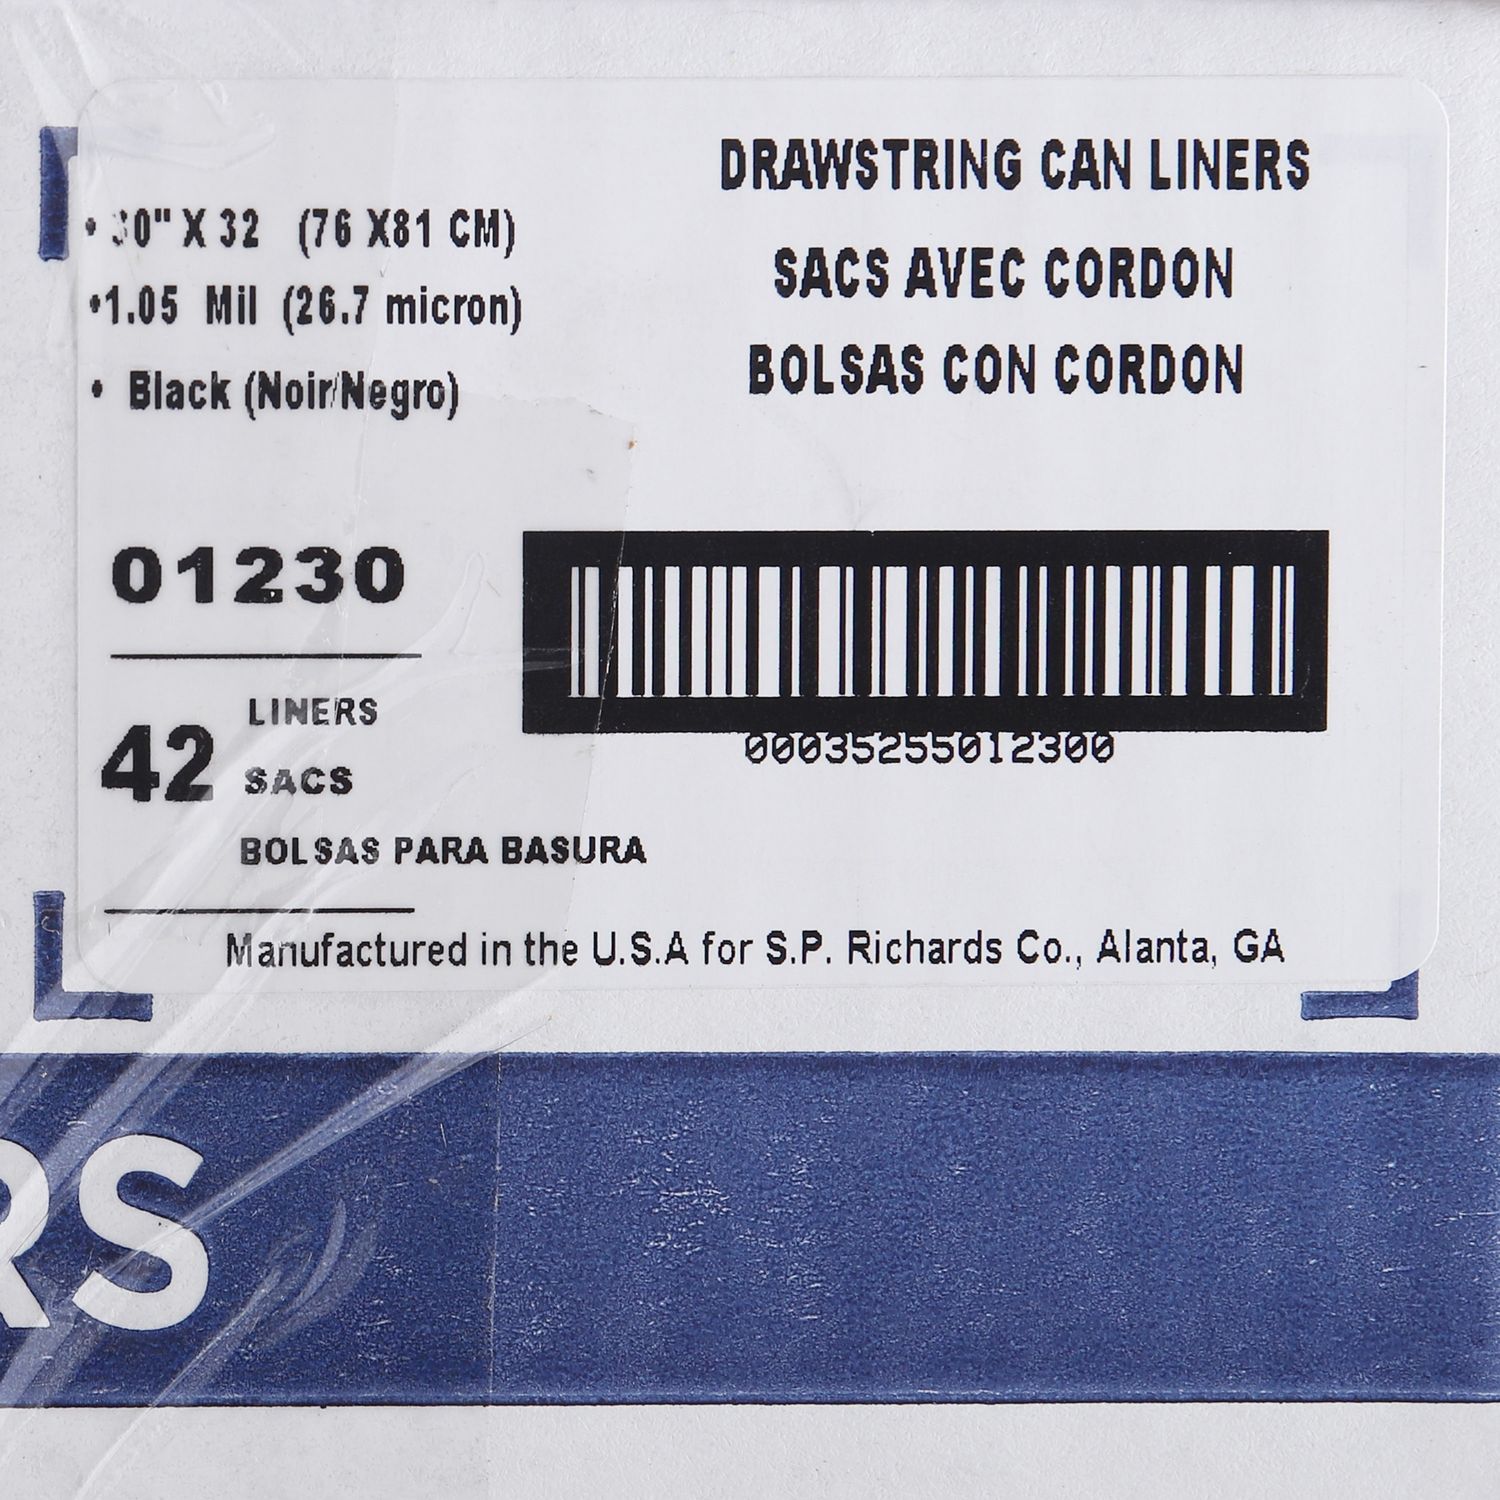 DRAWSTRING CAN LINERS
SACS AVEC CORDON
BOLSAS CON CORDON
• 30" X 32 (76 X81 CM)
•1.05 Mil (26.7 micron)
• Black (Noir/Negro)
01230
42
LINERS
SACS
BOLSAS PARA BASURA
00035255012300
Manufactured in the U.S.A for S.P. Richards Co., Alanta, GA
RS